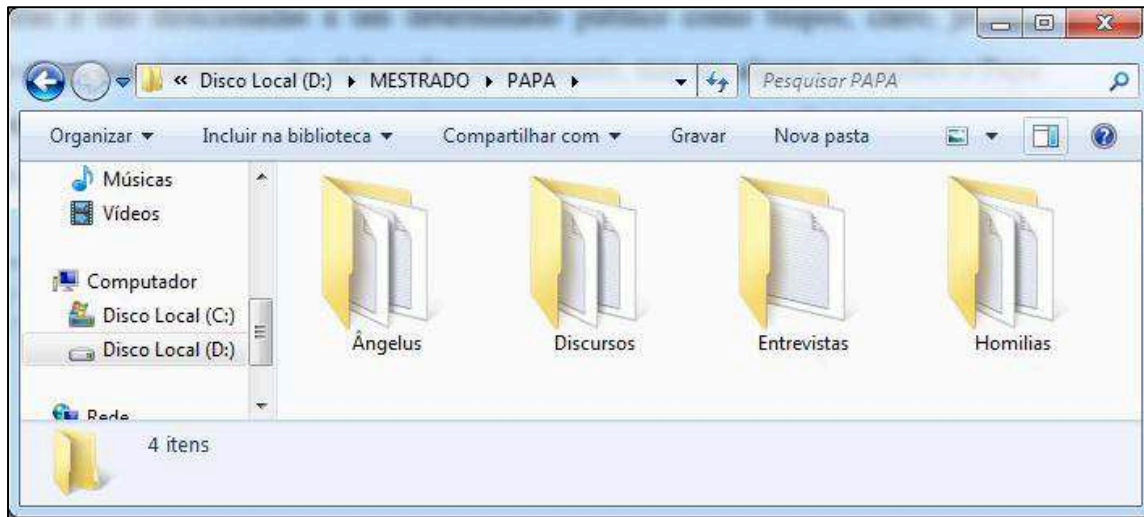 « Disco Local (D:) ▸ MESTRADO ▸ PAPA ▸ Pesquisar PAPA
Organizar Incluir na biblioteca Compartilhar com Gravar Nova pasta
Músicas
Vídeos
Computador
Disco Local (C:)
Disco Local (D:)
Rede
Ângelus Discursos Entrevistas Homilias
4 itens